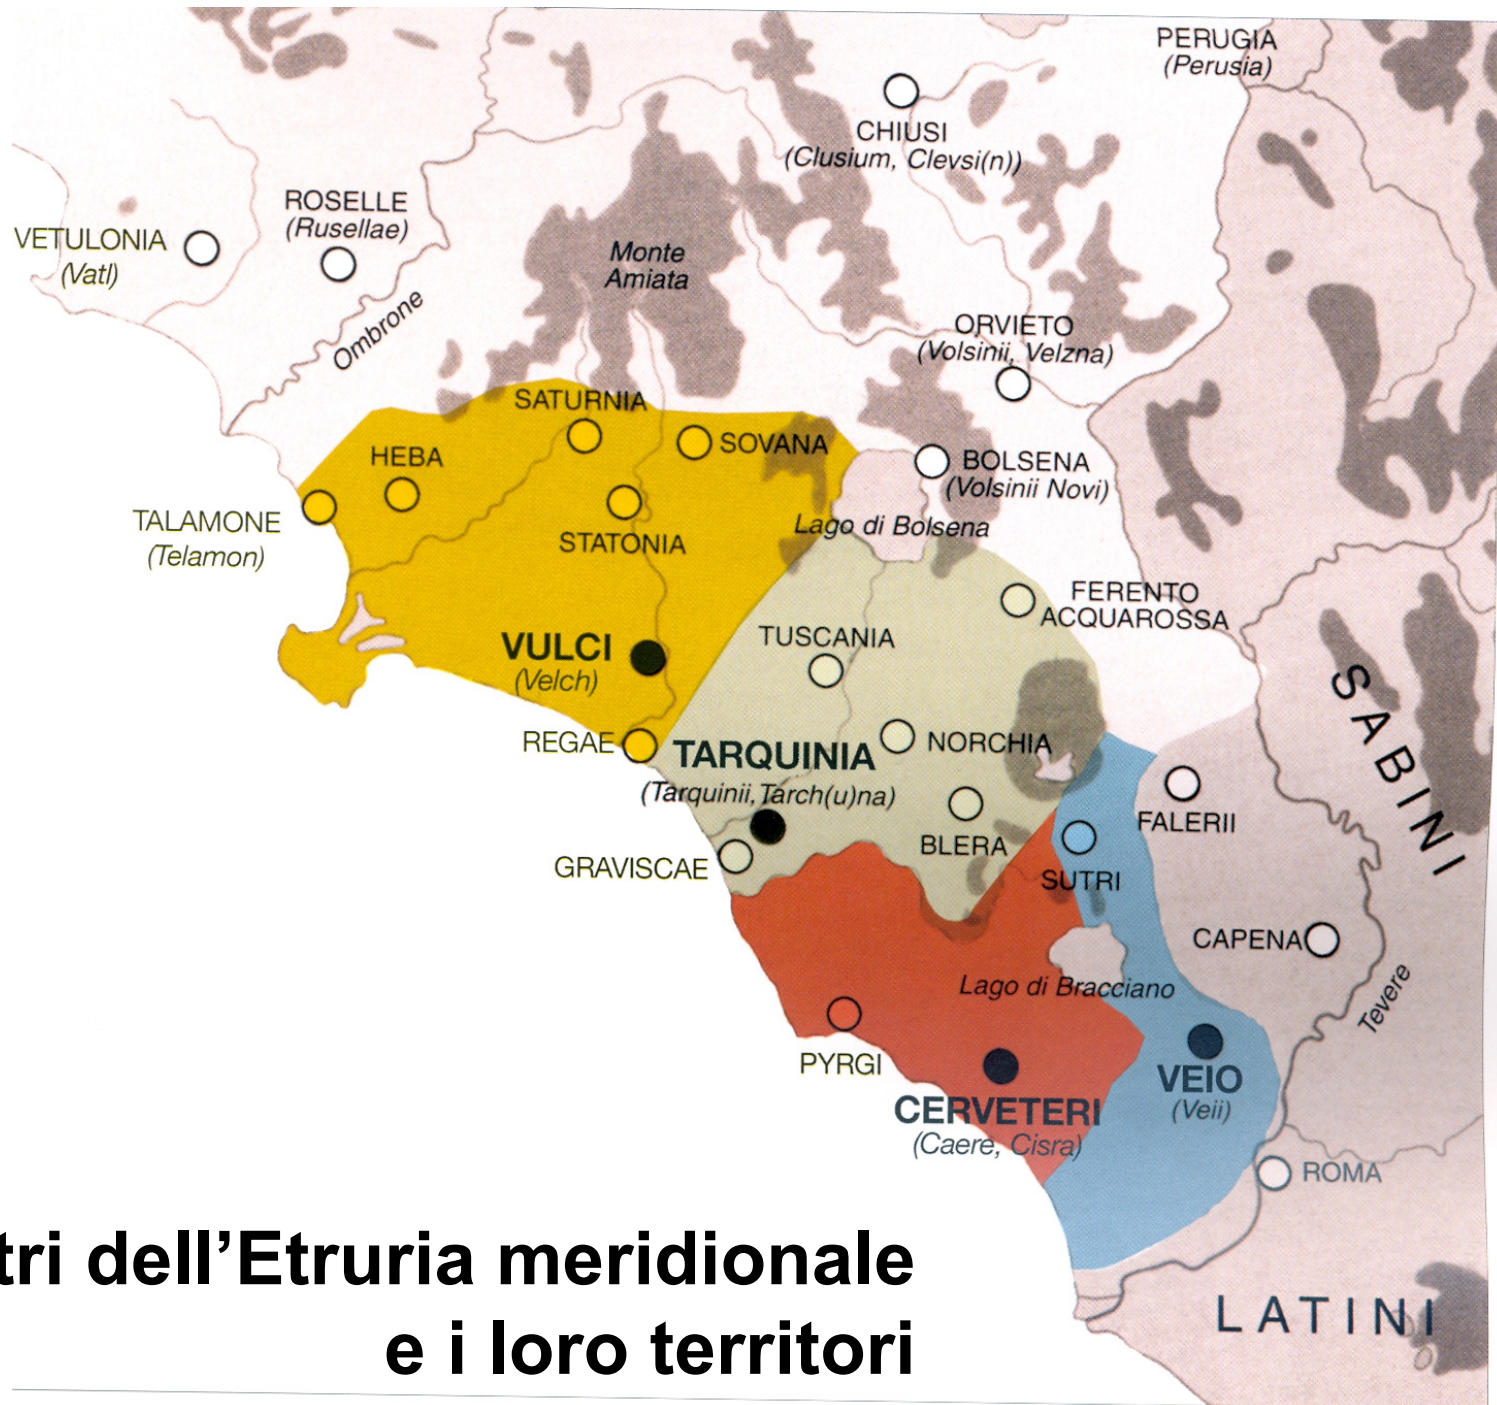 PERUGIA
(Perusia)
CHIUSI
(Clusium, Clevsi(n))
ROSELLE
(Rusellae)
VETULONIA
(Vatl)
Monte
Amiata
Ombrone
ORVIETO
(Volsinii, Velzna)
SATURNIA
SOVANA
HEBA
BOLSENA
(Volsinii Novi)
TALAMONE
(Telamon)
STATONIA
Lago di Bolsena
FERENTO
ACQUAROSSA
TUSCANIA
VULCI
(Velch)
SABINI
REGAE
TARQUINIA
(Tarquinii, Tarch(u)na)
NORCHIA
FALERII
BLERA
GRAVISCAE
SUTRI
CAPENA
Lago di Bracciano
Tevere
PYRGI
VEIO
(Veii)
CERVETERI
(Caere, Cisra)
ROMA
tri dell’Etruria meridionale
e i loro territori
LATINI